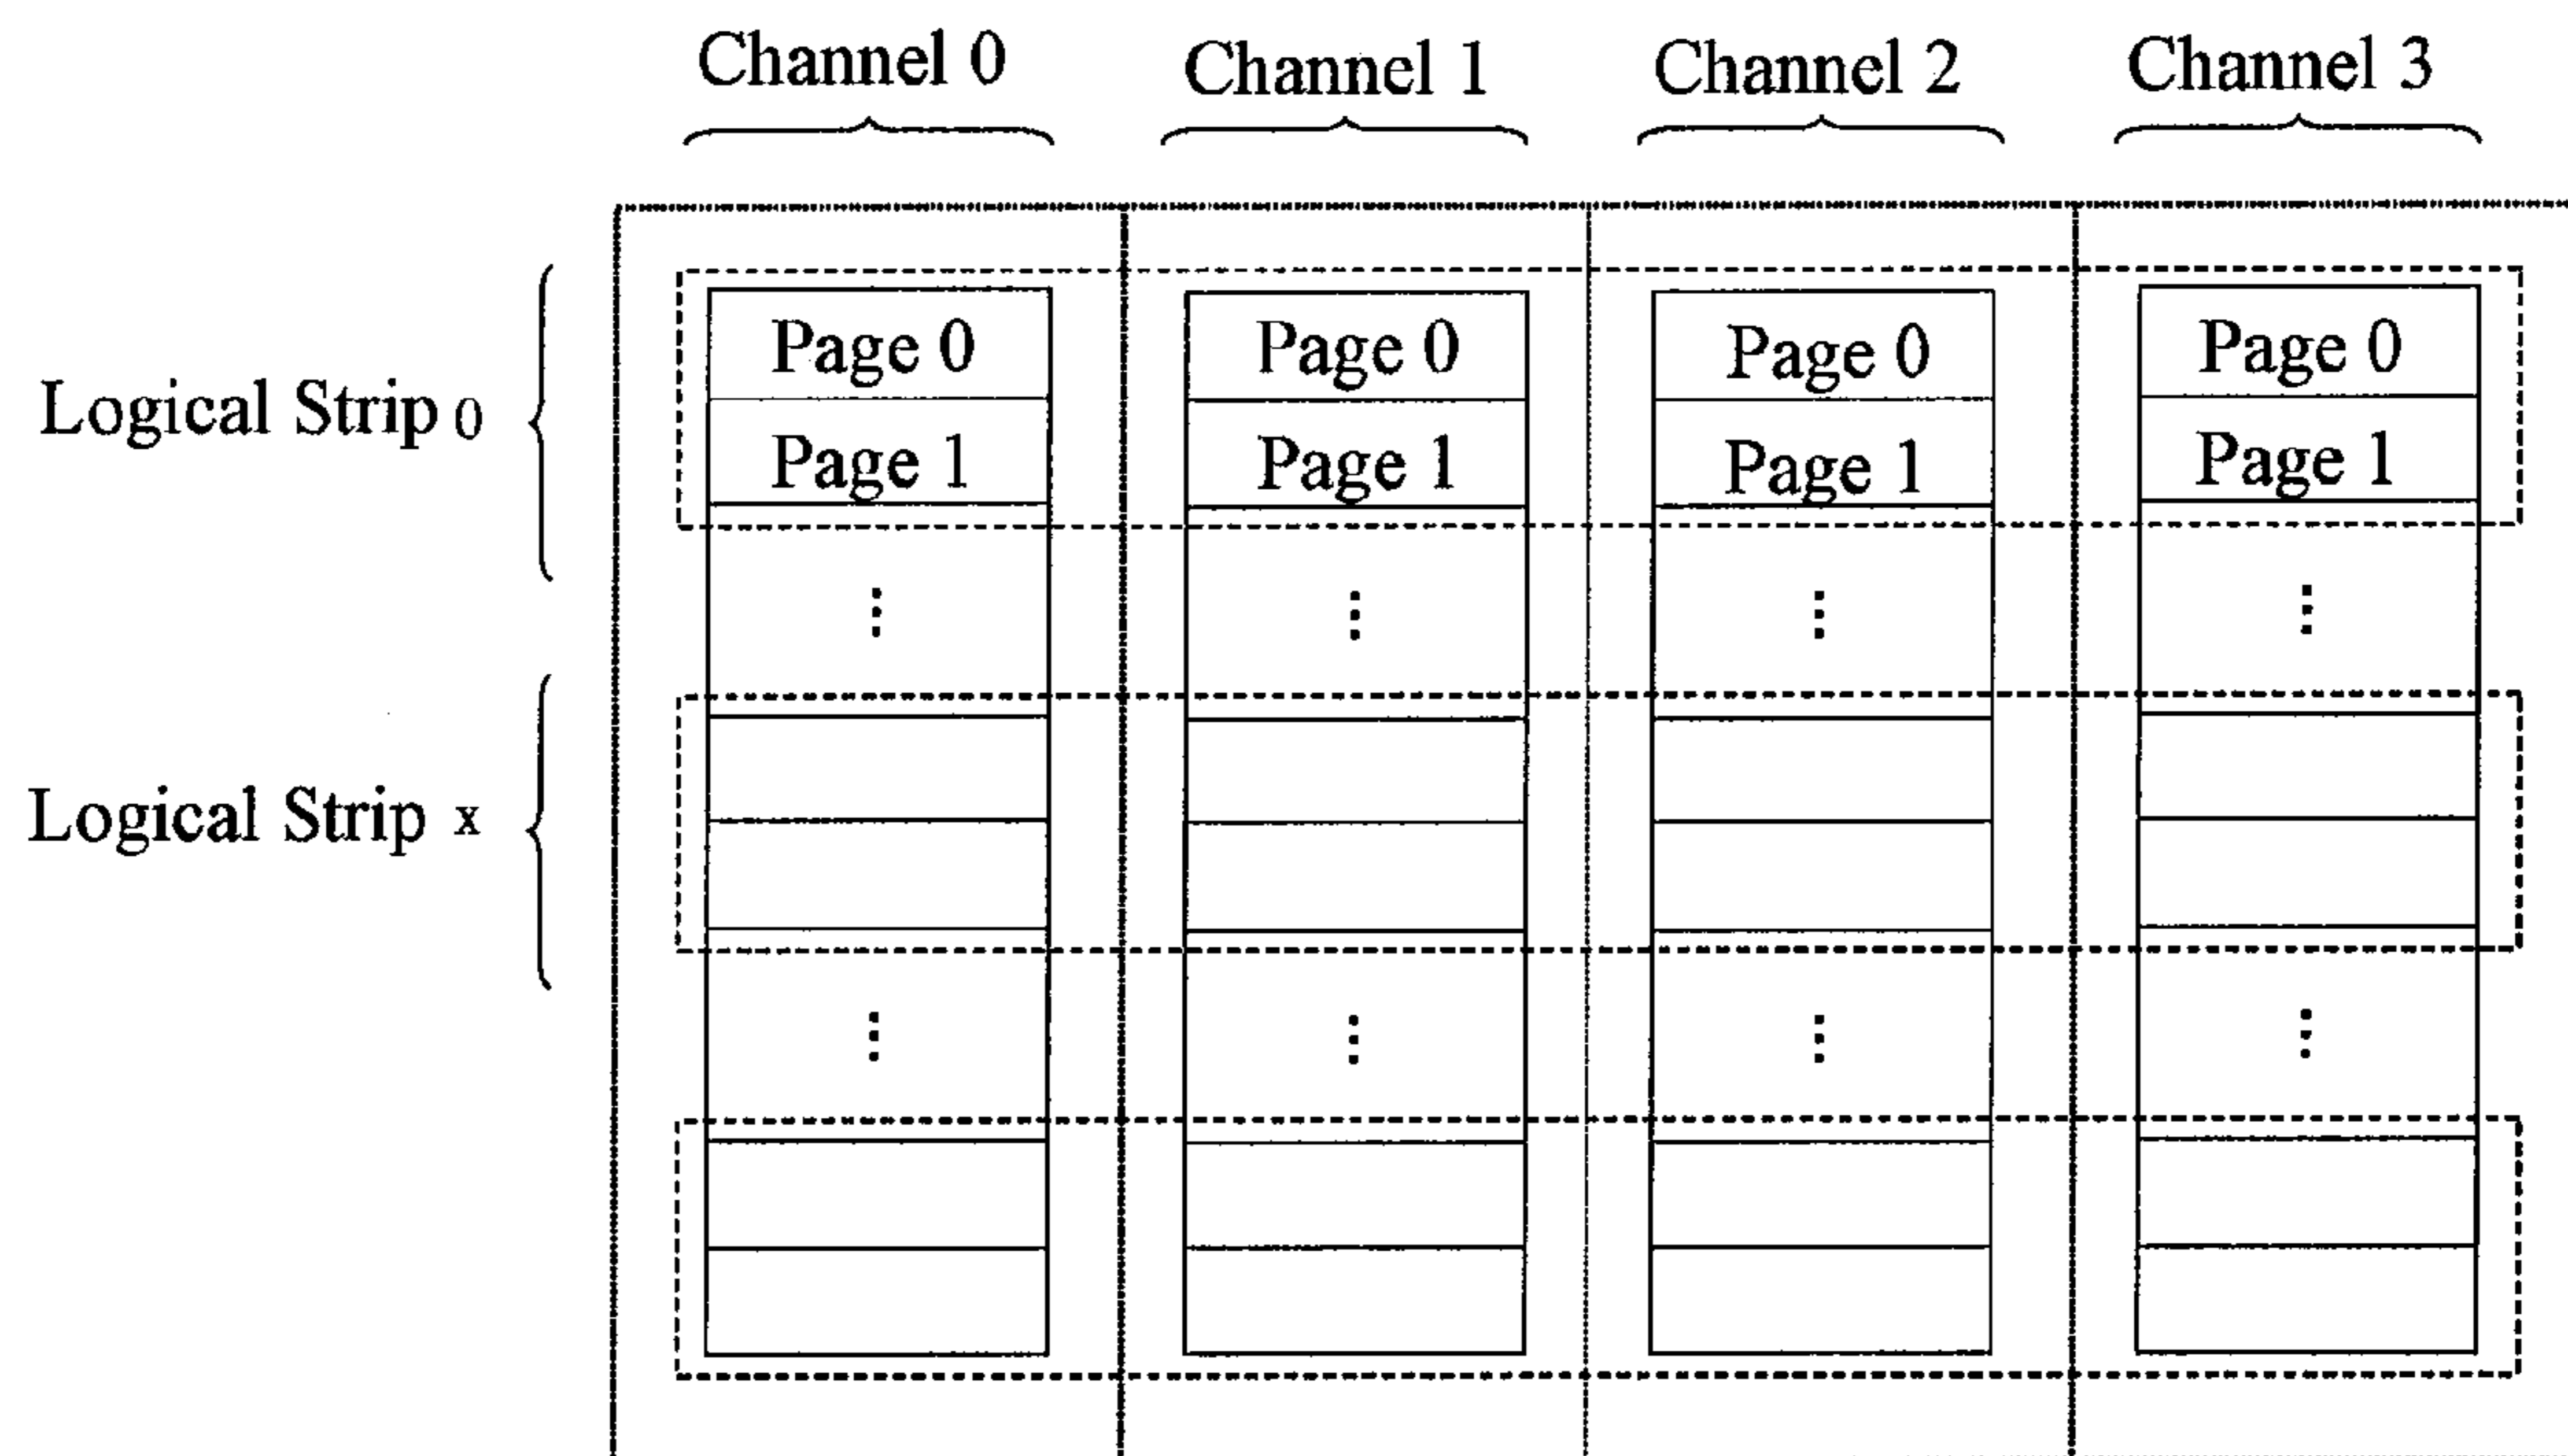 Channel 0 Channel 1 Channel 2 Channel 3
Page 0 Page 0 Page 0 Page 0
Logical Strip 0
Page 1 Page 1 Page 1 Page 1
Logical Strip x